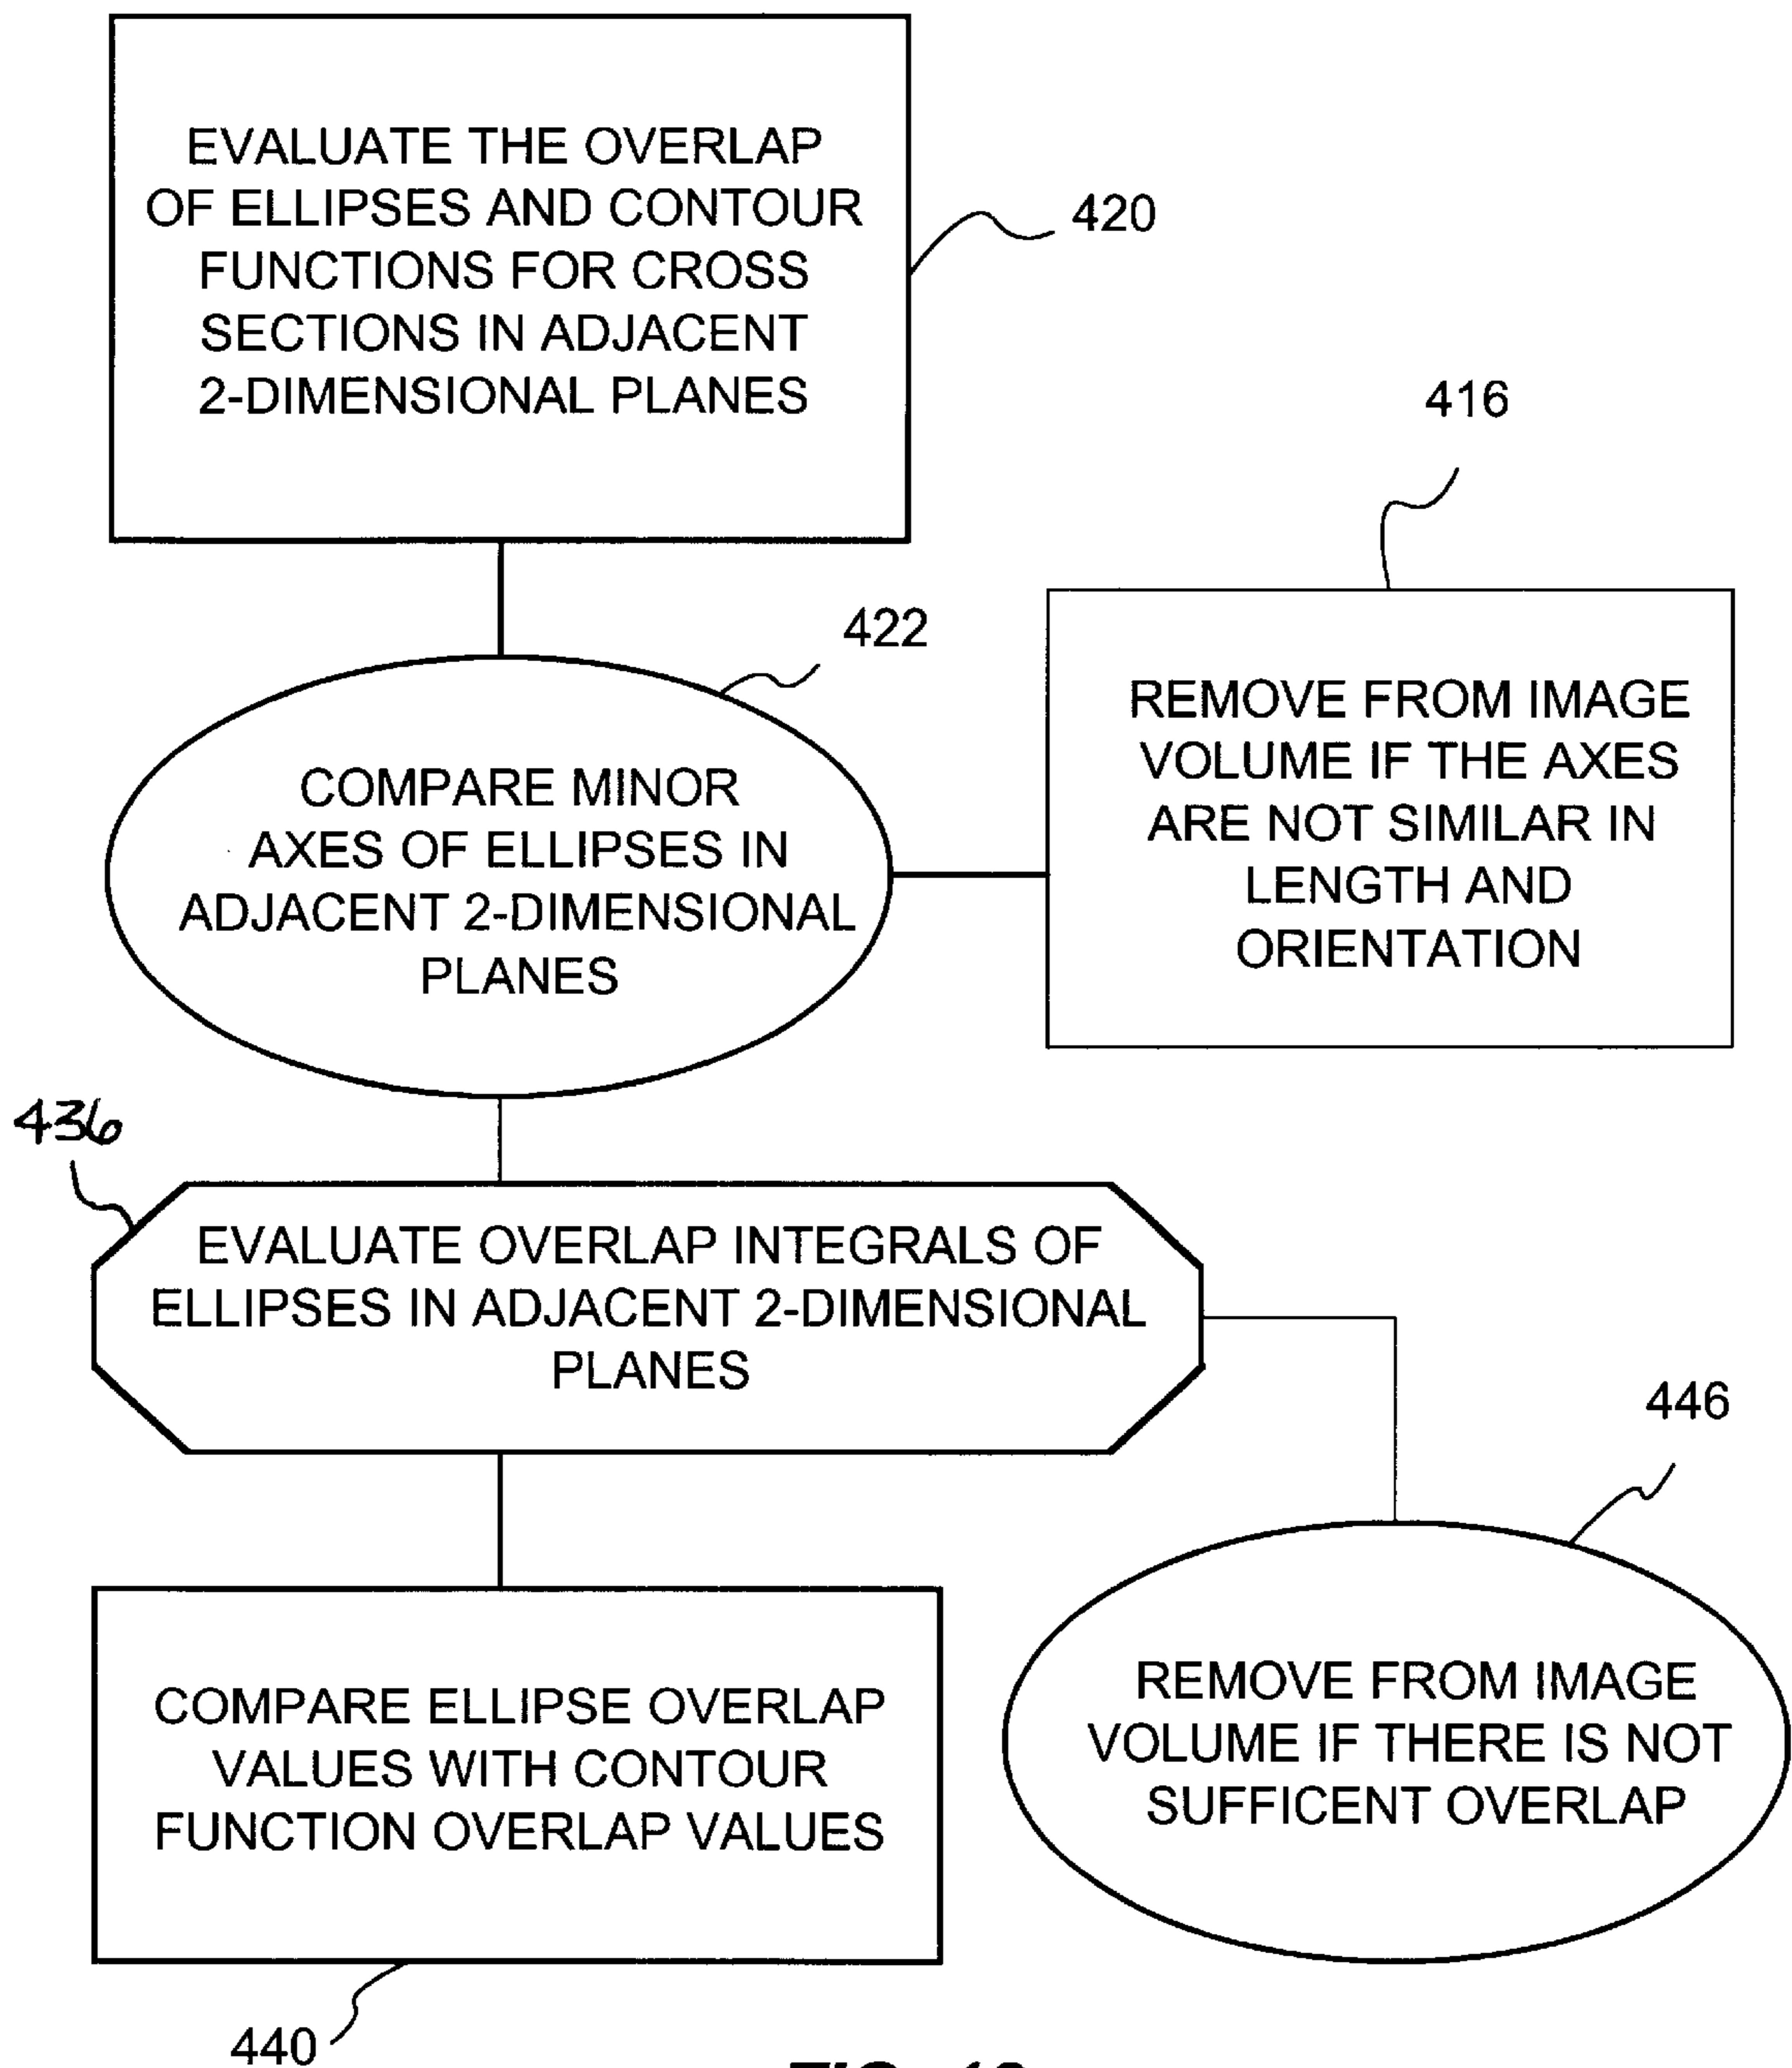 EVALUATE THE OVERLAP
OF ELLIPSES AND CONTOUR
FUNCTIONS FOR CROSS
SECTIONS IN ADJACENT
2-DIMENSIONAL PLANES
420
416
422
REMOVE FROM IMAGE
VOLUME IF THE AXES
ARE NOT SIMILAR IN
LENGTH AND
ORIENTATION
COMPARE MINOR
AXES OF ELLIPSES IN
ADJACENT 2-DIMENSIONAL
PLANES
436
EVALUATE OVERLAP INTEGRALS OF
ELLIPSES IN ADJACENT 2-DIMENSIONAL
PLANES
446
COMPARE ELLIPSE OVERLAP
VALUES WITH CONTOUR
FUNCTION OVERLAP VALUES
REMOVE FROM IMAGE
VOLUME IF THERE IS NOT
SUFFICENT OVERLAP
440